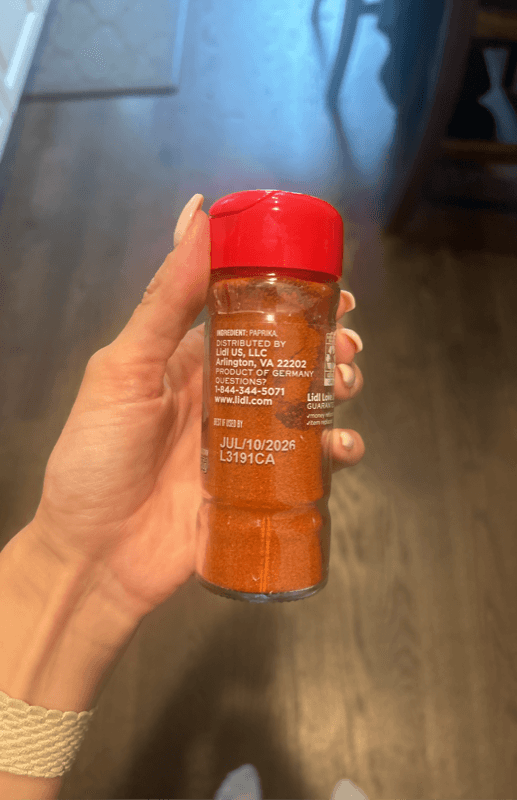 INGREDIENT: PAPRIKA.
DISTRIBUTED BY
Lidl US, LLC
Arlington, VA 22202
PRODUCT OF GERMANY
QUESTIONS?
1-844-344-5071
www.lidl.com
BEST IF USED BY
JUL/10/2026
L3191CA
Lidl
GUARAN